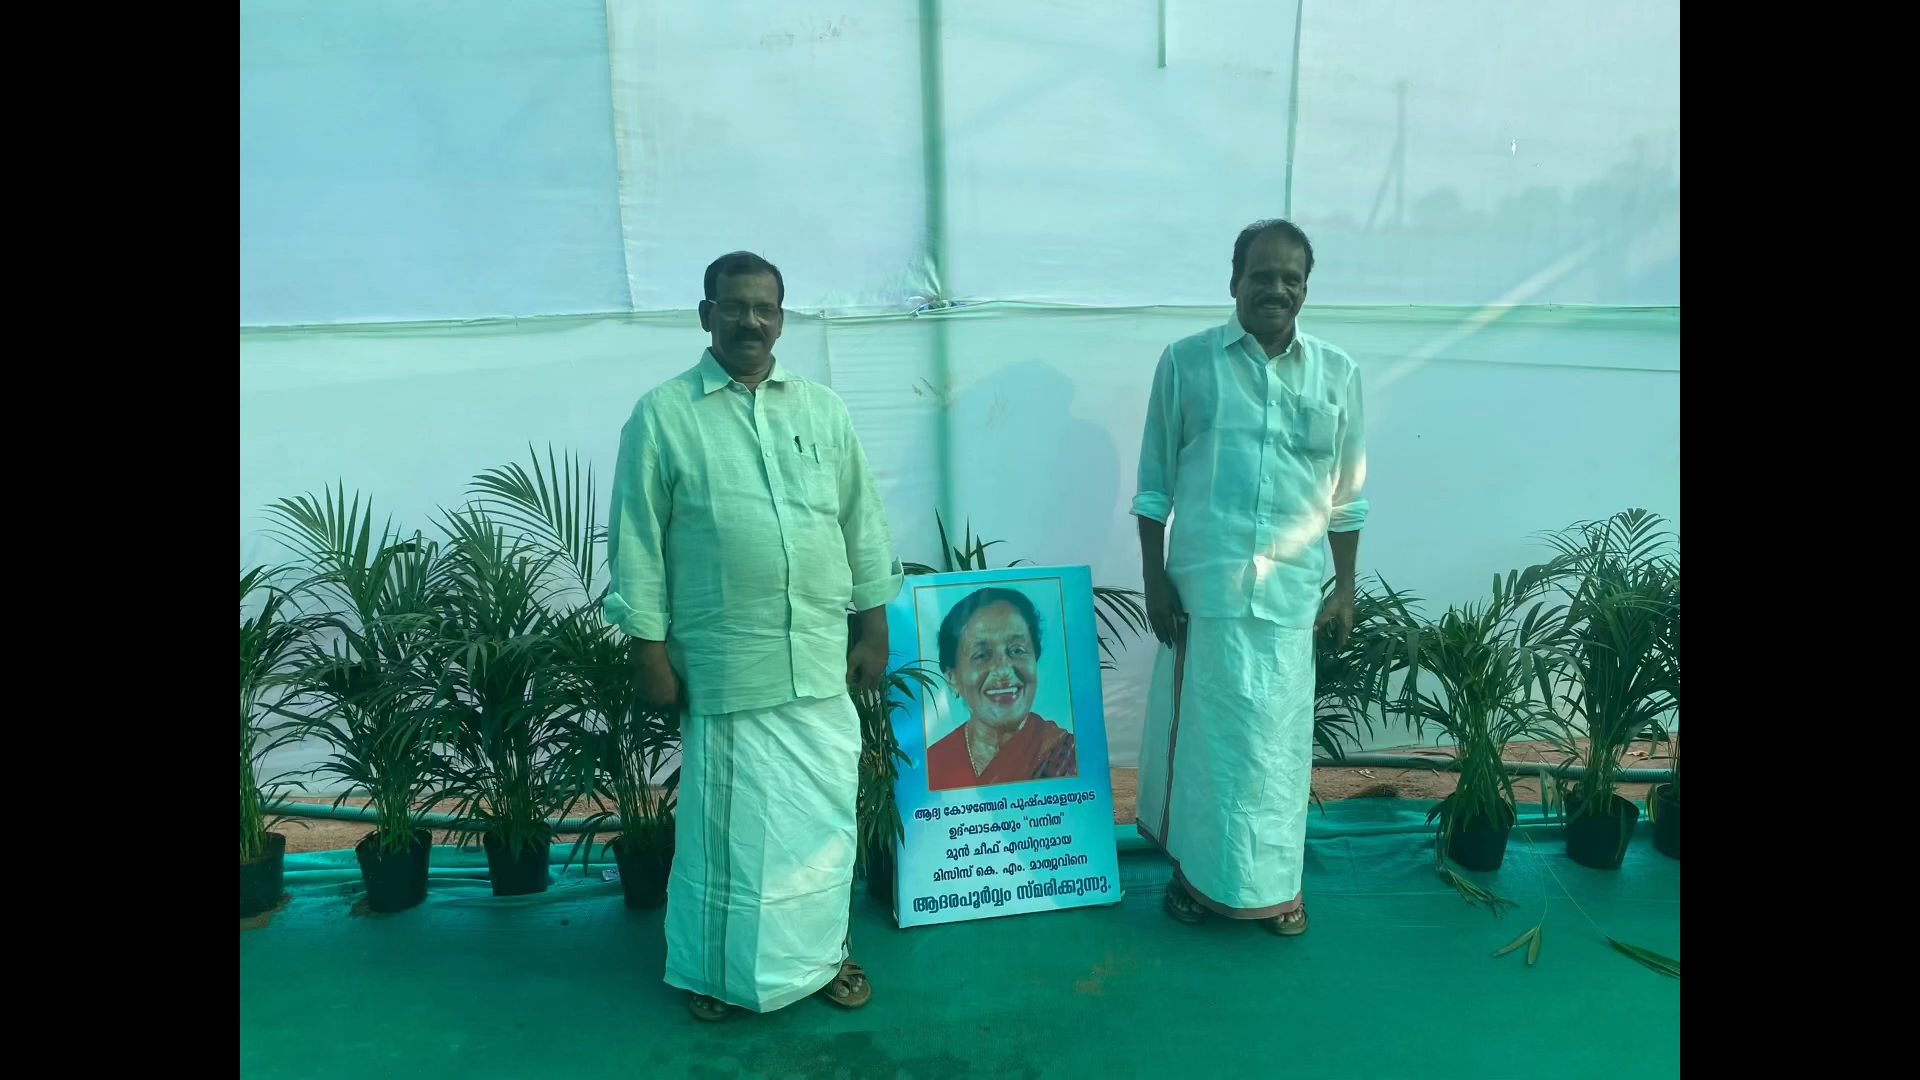 ആദ്യ കോഴഞ്ചേരി പുഷ്പമേളയുടെ
ഉദ്ഘാടകയും "വനിത"
മുൻ ചീഫ് എഡിറ്ററുമായ
മിസിസ് കെ. എം. മാത്യുവിനെ
ആദരപൂർവ്വം സ്മരിക്കുന്നു.